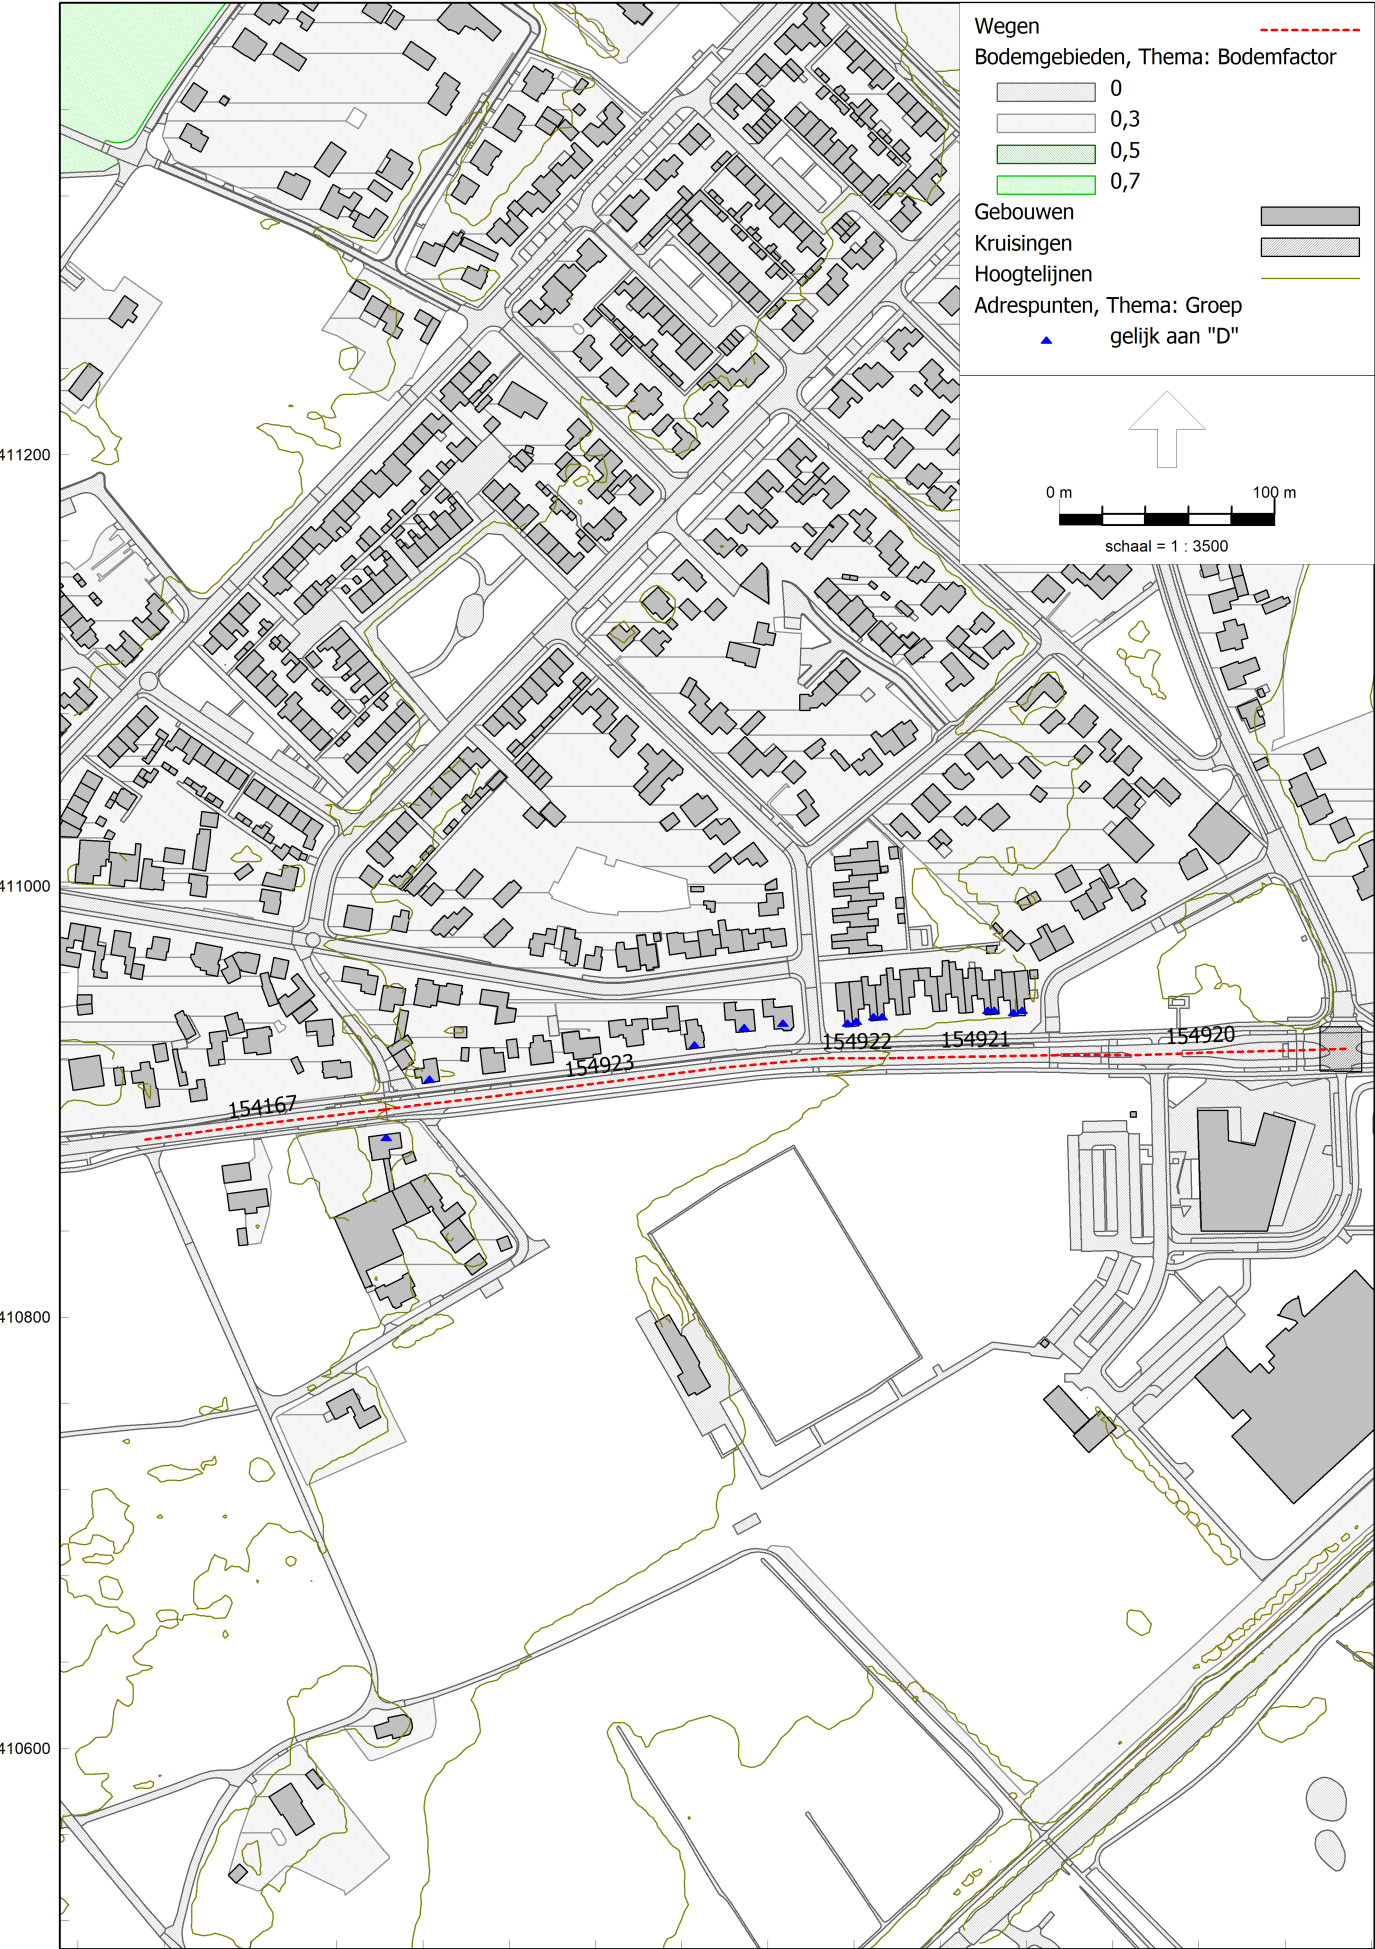 Wegen
Bodemgebieden, Thema: Bodemfactor
0
0,3
0,5
0,7
Gebouwen
Kruisingen
Hoogtelijnen
Adrespunten, Thema: Groep
gelijk aan "D"
0 m 100 m
schaal = 1 : 3500
411200
411000
154922
154921
154920
154923
154167
410800
410600